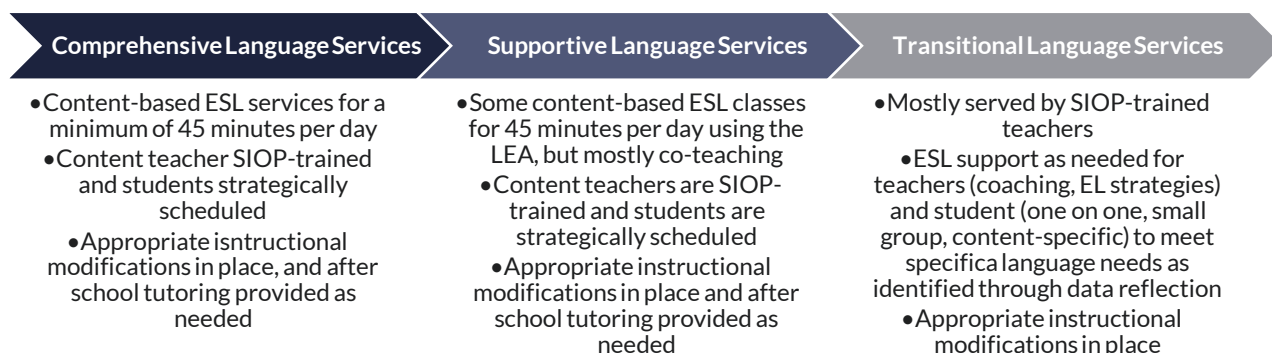 Comprehensive Language Services
•Content-based ESL services for a
minimum of 45 minutes per day
•Content teacher SIOP-trained
and students strategically
scheduled
•Appropriate isntructional
modifications in place, and after
school tutoring provided as
needed
Supportive Language Services
•Some content-based ESL classes
for 45 minutes per day using the
LEA, but mostly co-teaching
•Content teachers are SIOP-
trained and students are
strategically scheduled
•Appropriate instructional
modifications in place and after
school tutoring provided as
needed
Transitional Language Services
•Mostly served by SIOP-trained
teachers
•ESL support as needed for
teachers (coaching, EL strategies)
and student (one on one, small
group, content-specific) to meet
specifica language needs as
identified through data reflection
•Appropriate instructional
modifications in place